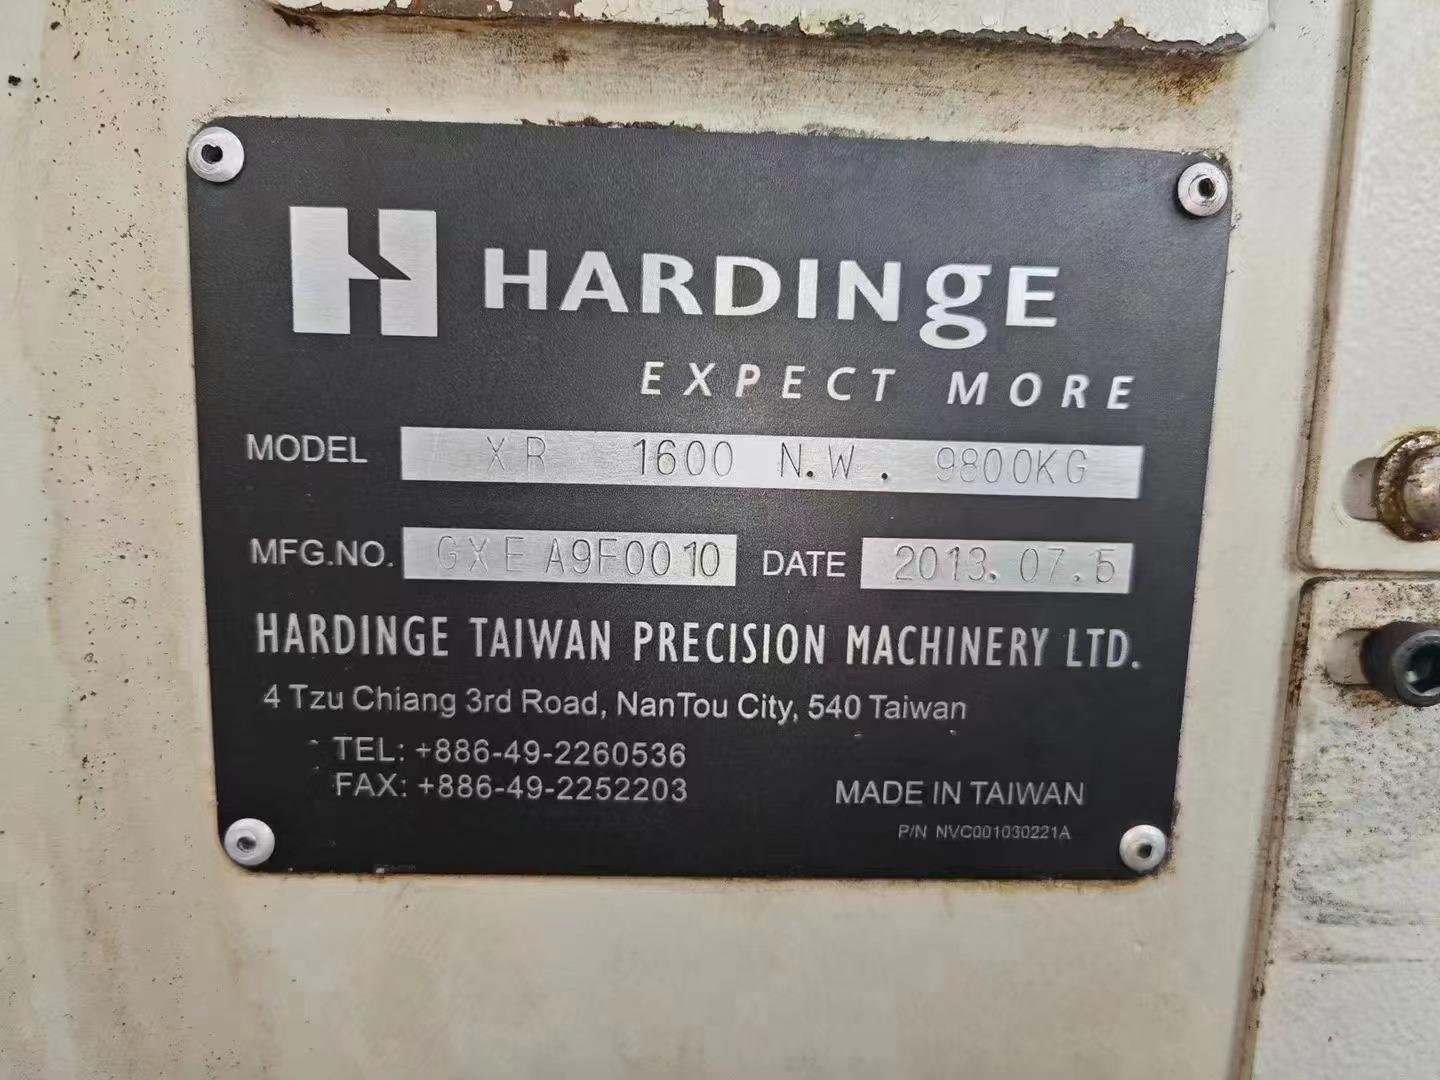 HARDINgE
EXPECT MORE
MODEL XR 1600 N.W. 9800KG
MFG.NO. GXE A9F0010 DATE 2013.07.5
HARDINGE TAIWAN PRECISION MACHINERY LTD.
4 Tzu Chiang 3rd Road, NanTou City, 540 Taiwan
TEL: +886-49-2260536
FAX: +886-49-2252203
MADE IN TAIWAN
P/N NVC001030221A